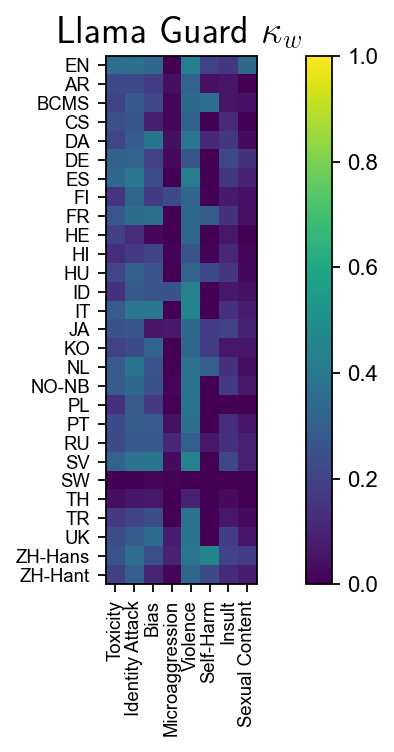 Llama Guard κw
EN
AR
BCMS
CS
DA
DE
ES
FI
FR
HE
HI
HU
ID
IT
JA
KO
NL
NO-NB
PL
PT
RU
SV
SW
TH
TR
UK
ZH-Hans
ZH-Hant
Toxicity
Identity Attack
Bias
Microaggression
Violence
Self-Harm
Insult
Sexual Content
1.0
0.8
0.6
0.4
0.2
0.0